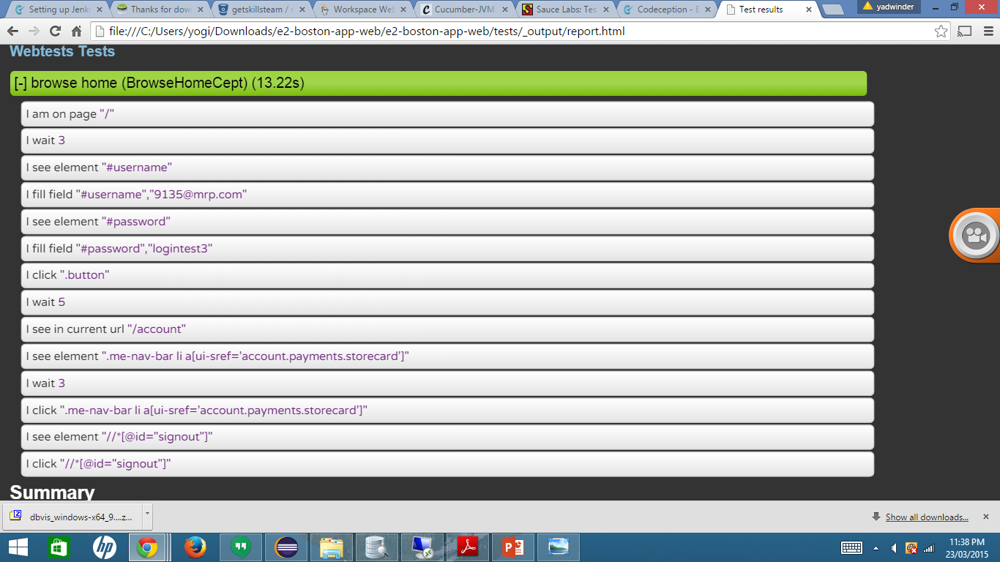 Setting up Jenki
Thanks for dow
getskillsteam / r
Workspace Web
Cucumber-JVM
Sauce Labs: Tes
Codeception - B
Test results
yadwinder
file:///C:/Users/yogi/Downloads/e2-boston-app-web/e2-boston-app-web/tests/_output/report.html
Webtests Tests
[-] browse home (BrowseHomeCept) (13.22s)
I am on page "/"
I wait 3
I see element "#username"
I fill field "#username","9135@mrp.com"
I see element "#password"
I fill field "#password","logintest3"
I click ".button"
I wait 5
I see in current url "/account"
I see element ".me-nav-bar li a[ui-sref='account.payments.storecard']"
I wait 3
I click ".me-nav-bar li a[ui-sref='account.payments.storecard']"
I see element "//*[@id="signout"]"
I click "//*[@id="signout"]"
Summary
dbvis_windows-x64_9....z...
Show all downloads...
11:38 PM
23/03/2015